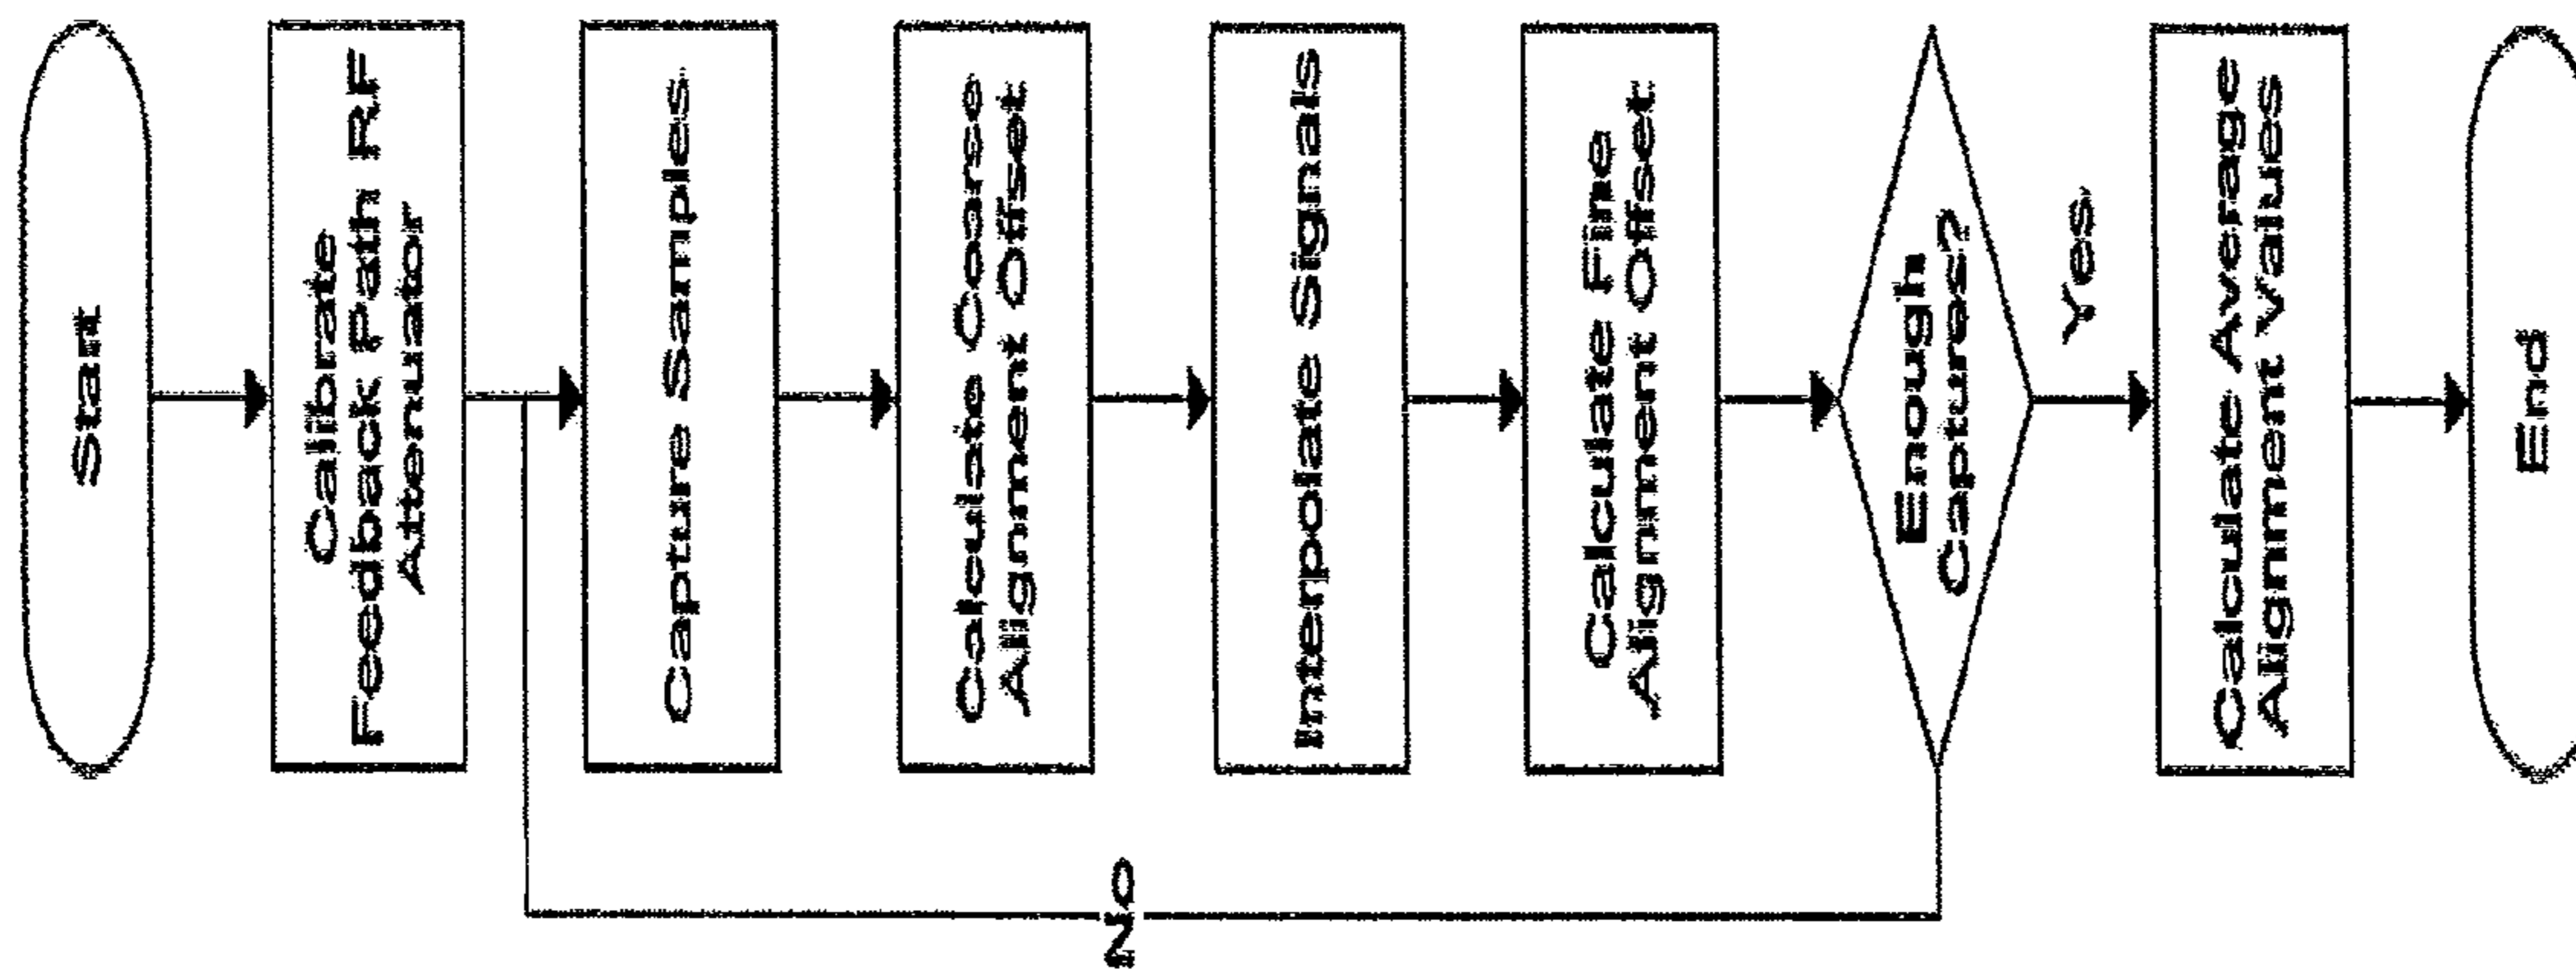 Start
Calibrate
Feedback Path RF
Attenuator
Capture Samples
Calculate Coarse
Alignment Offset
Interpolate Signals
Calculate Fine
Alignment Offset
Enough
Captures?
Yes
No
Calculate Average
Alignment Values
End